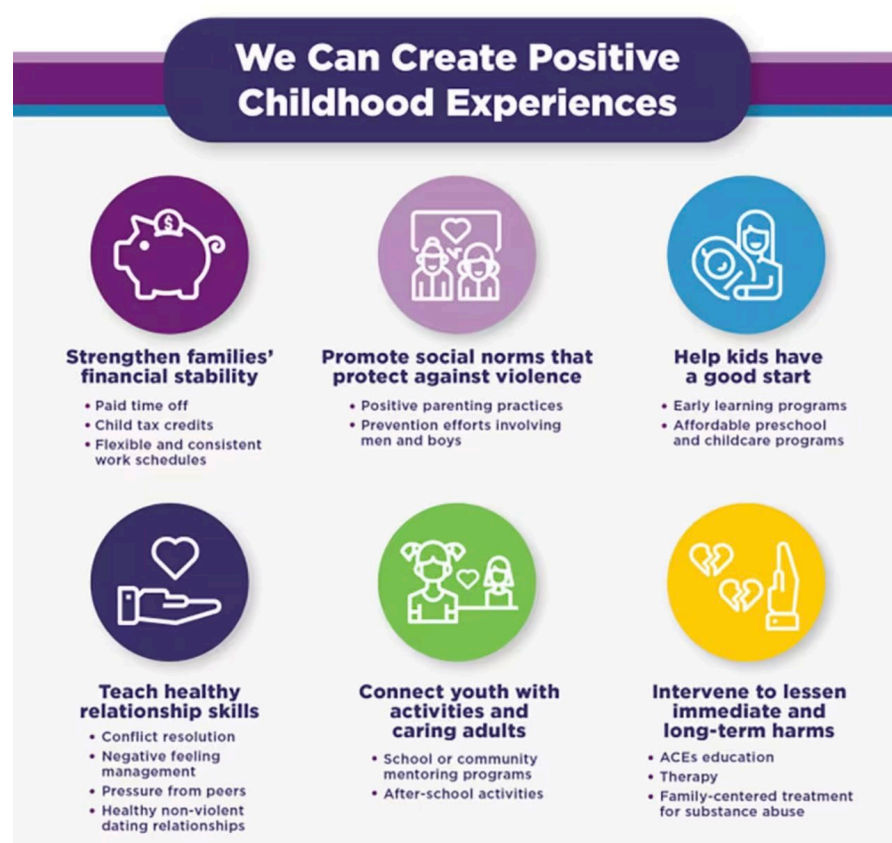 We Can Create Positive
Childhood Experiences
$
Strengthen families’
financial stability
• Paid time off
• Child tax credits
• Flexible and consistent
work schedules
Promote social norms that
protect against violence
• Positive parenting practices
• Prevention efforts involving
men and boys
Help kids have
a good start
• Early learning programs
• Affordable preschool
and childcare programs
Teach healthy
relationship skills
• Conflict resolution
• Negative feeling
management
• Pressure from peers
• Healthy non-violent
dating relationships
Connect youth with
activities and
caring adults
• School or community
mentoring programs
• After-school activities
Intervene to lessen
immediate and
long-term harms
• ACEs education
• Therapy
• Family-centered treatment
for substance abuse